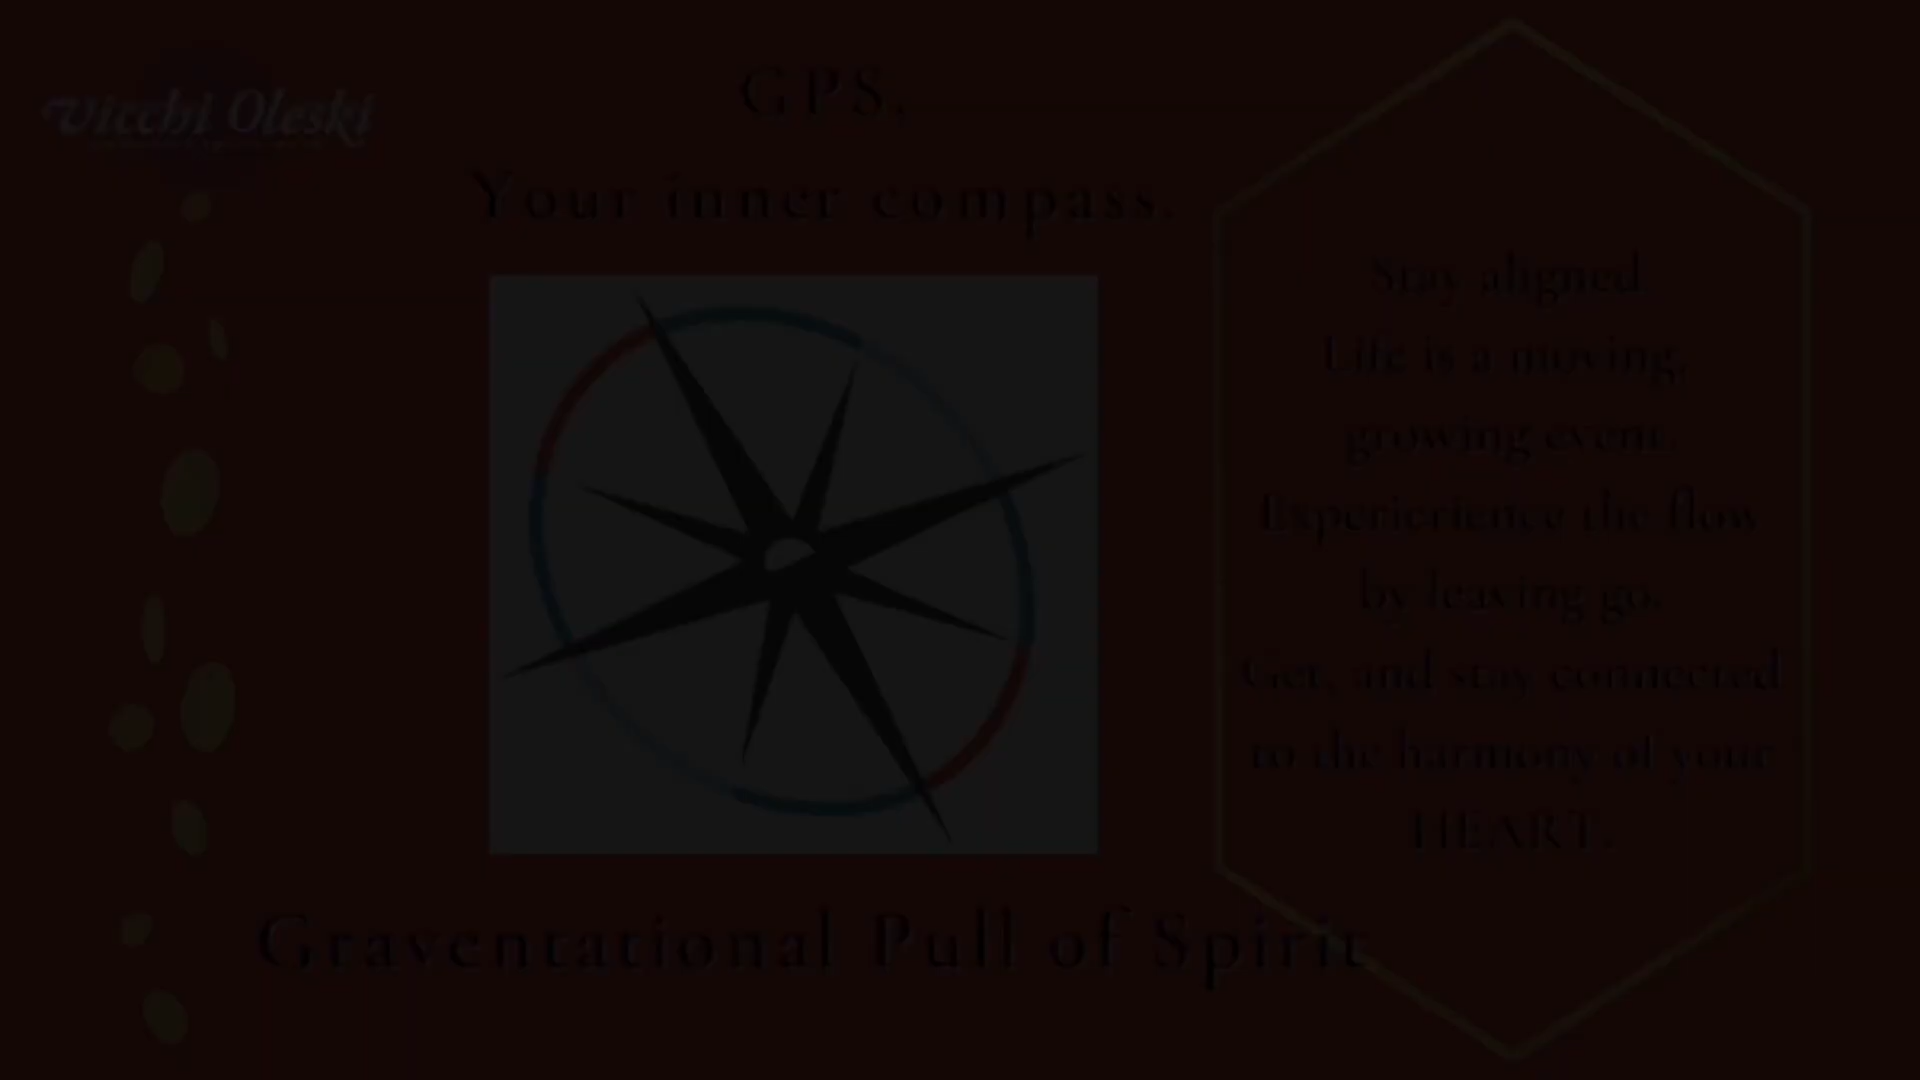 Vicchi Oleski
GPS,
Your inner compass.
Stay aligned.
Life is a moving,
growing event.
Experierience the flow
by leaving go.
Get, and stay connected
to the harmony of your
HEART.
Graventational Pull of Spirit